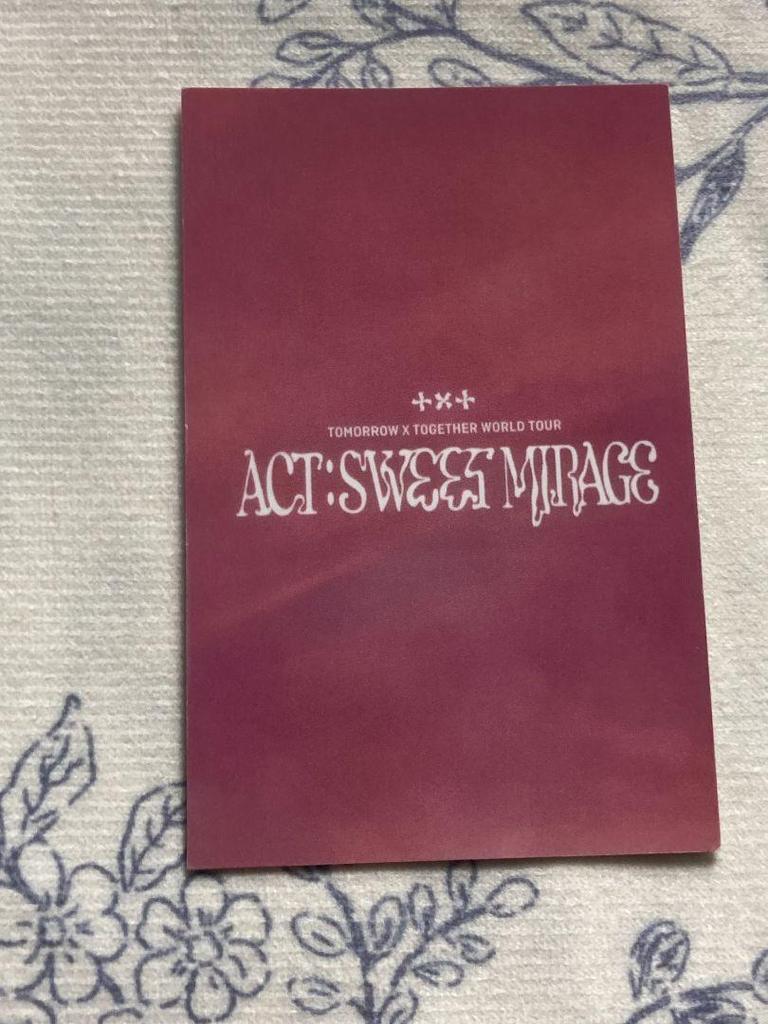 +x+
TOMORROW X TOGETHER WORLD TOUR
ACT:SWEET MIRAGE